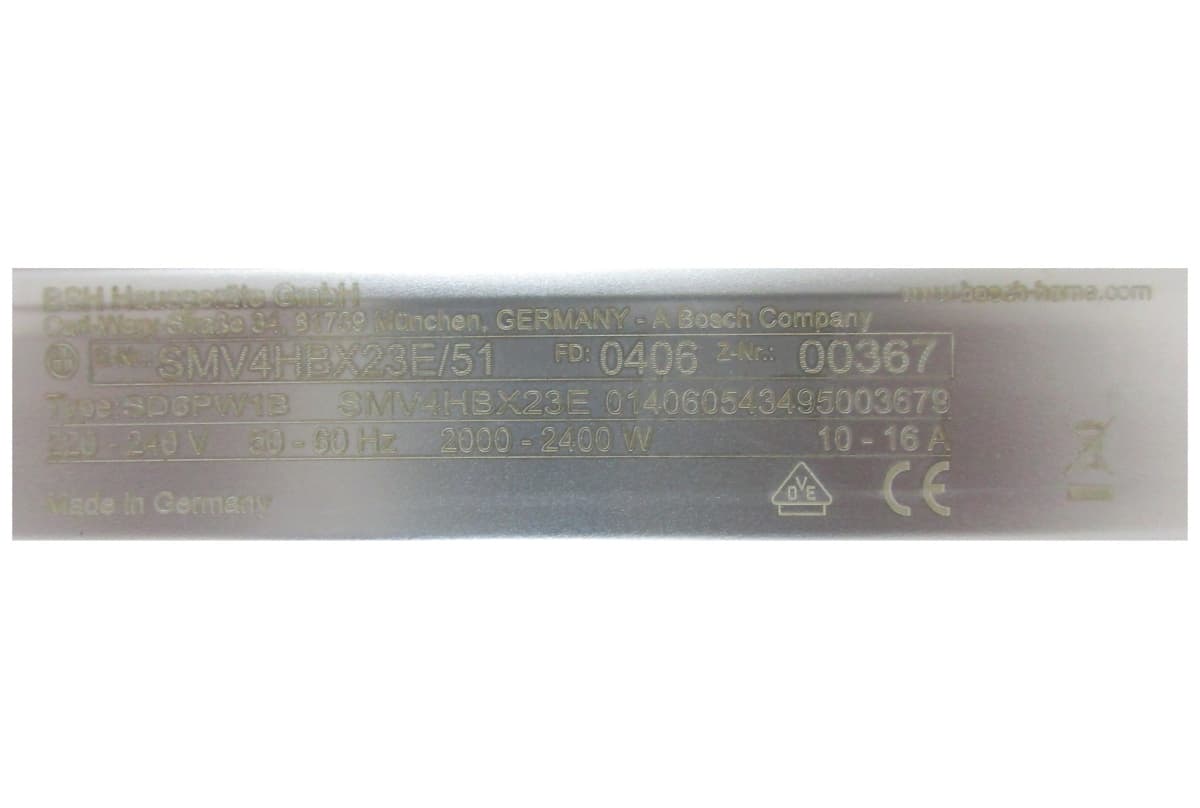 BSH Hausgeräte GmbH
www.bosch-home.com
Carl-Wery-Straße 34, 81739 München, GERMANY - A Bosch Company
E-Nr.: SMV4HBX23E/51 FD: 0406 Z-Nr.: 00367
Type: SD6PW1B SMV4HBX23E 014060543495003679
220 - 240 V 50 - 60 Hz 2000 - 2400 W 10 - 16 A
Made in Germany
OVE CE